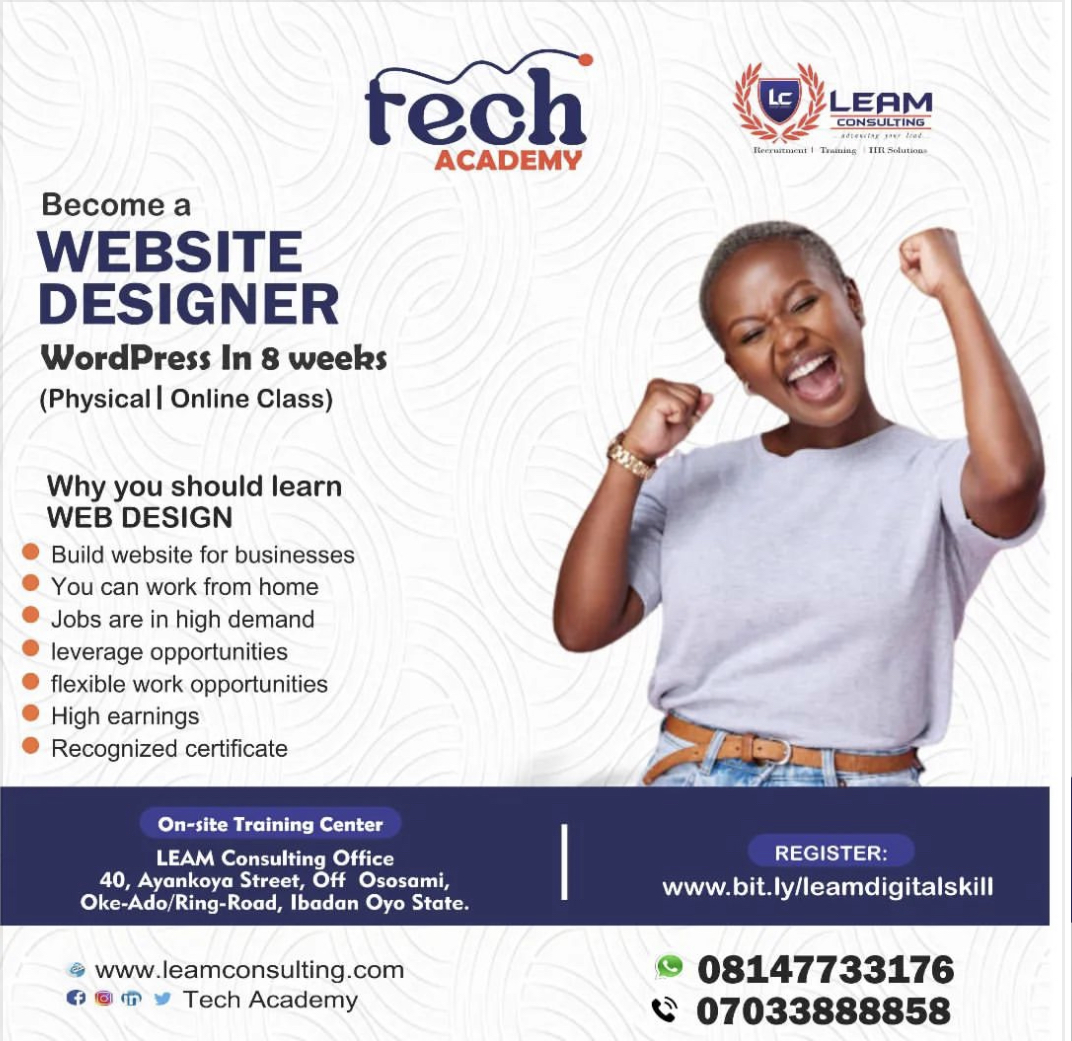 tech
ACADEMY
LC
LEAM
CONSULTING
...advancing your lead...
Recruitment | Training | HR Solutions
Become a
WEBSITE
DESIGNER
WordPress In 8 weeks
(Physical | Online Class)
Why you should learn
WEB DESIGN
Build website for businesses
You can work from home
Jobs are in high demand
leverage opportunities
flexible work opportunities
High earnings
Recognized certificate
On-site Training Center
LEAM Consulting Office
40, Ayankoya Street, Off Ososami,
Oke-Ado/Ring-Road, Ibadan Oyo State.
REGISTER:
www.bit.ly/leamdigitalskill
www.leamconsulting.com
Tech Academy
08147733176
07033888858